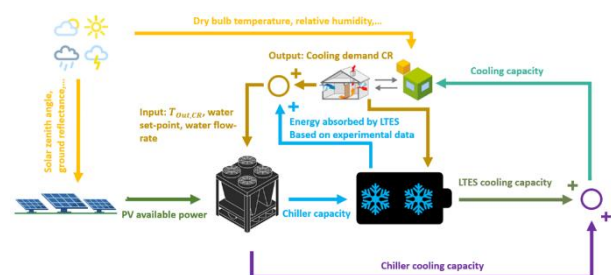 Dry bulb temperature, relative humidity,...
Output: Cooling demand CR
Cooling capacity
Solar zenith angle,
ground reflectance,...
Input: T_Out,CR, water
set-point, water flow-
rate
Energy absorbed by LTES
Based on experimental data
LTES cooling capacity
PV available power
Chiller capacity
Chiller cooling capacity